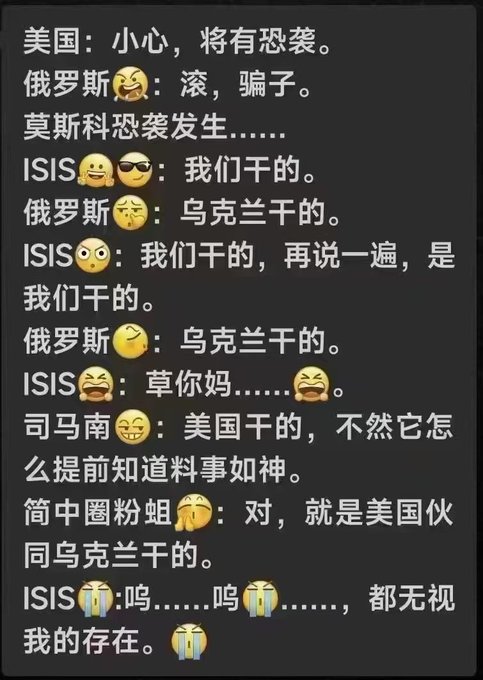 美国：小心，将有恐袭。
俄罗斯🤬：滚，骗子。
莫斯科恐袭发生......
ISIS😀😎：我们干的。
俄罗斯🤫：乌克兰干的。
ISIS🙄：我们干的，再说一遍，是
我们干的。
俄罗斯😗：乌克兰干的。
ISIS😆：草你妈......😆。
司马南😏：美国干的，不然它怎
么提前知道料事如神。
简中圈粉蛆🤭：对，就是美国伙
同乌克兰干的。
ISIS😭:呜......呜😭......，都无视
我的存在。😭